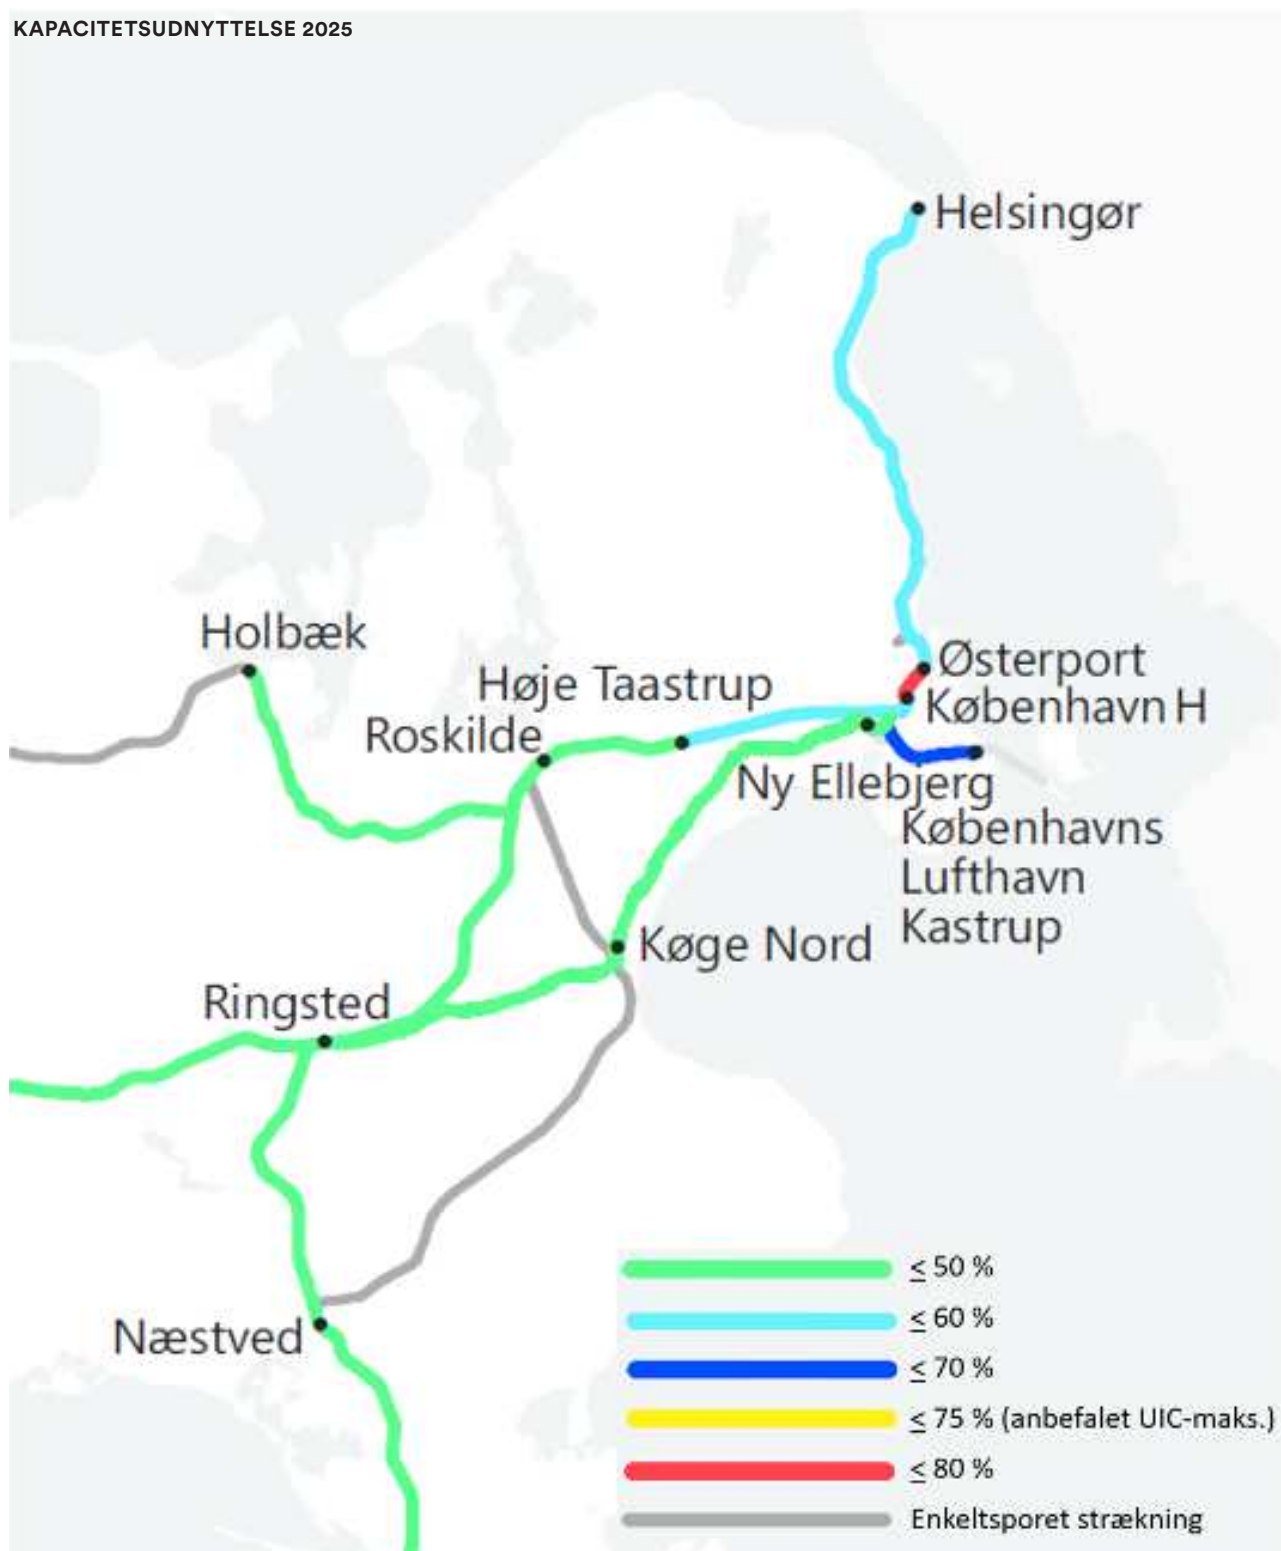 KAPACITETSUDNYTTELSE 2025
Helsingør
Holbæk
Østerport
Høje Taastrup
København H
Roskilde
Ny Ellebjerg
Københavns
Lufthavn
Kastrup
Køge Nord
Ringsted
Næstved
≤ 50 %
≤ 60 %
≤ 70 %
≤ 75 % (anbefalet UIC-maks.)
≤ 80 %
Enkeltsporet strækning